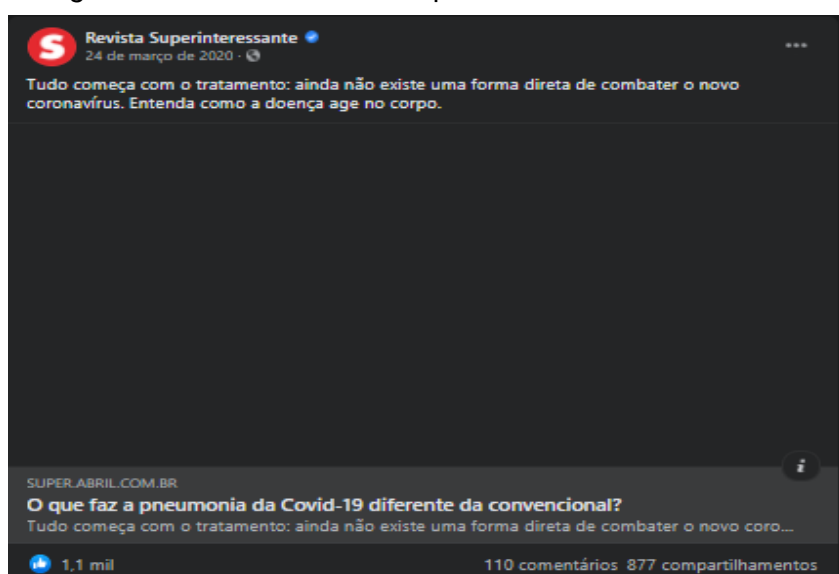 Revista Superinteressante
24 de março de 2020 ·
Tudo começa com o tratamento: ainda não existe uma forma direta de combater o novo
coronavírus. Entenda como a doença age no corpo.
SUPER.ABRIL.COM.BR
O que faz a pneumonia da Covid-19 diferente da convencional?
Tudo começa com o tratamento: ainda não existe uma forma direta de combater o novo coro...
1,1 mil
110 comentários 877 compartilhamentos